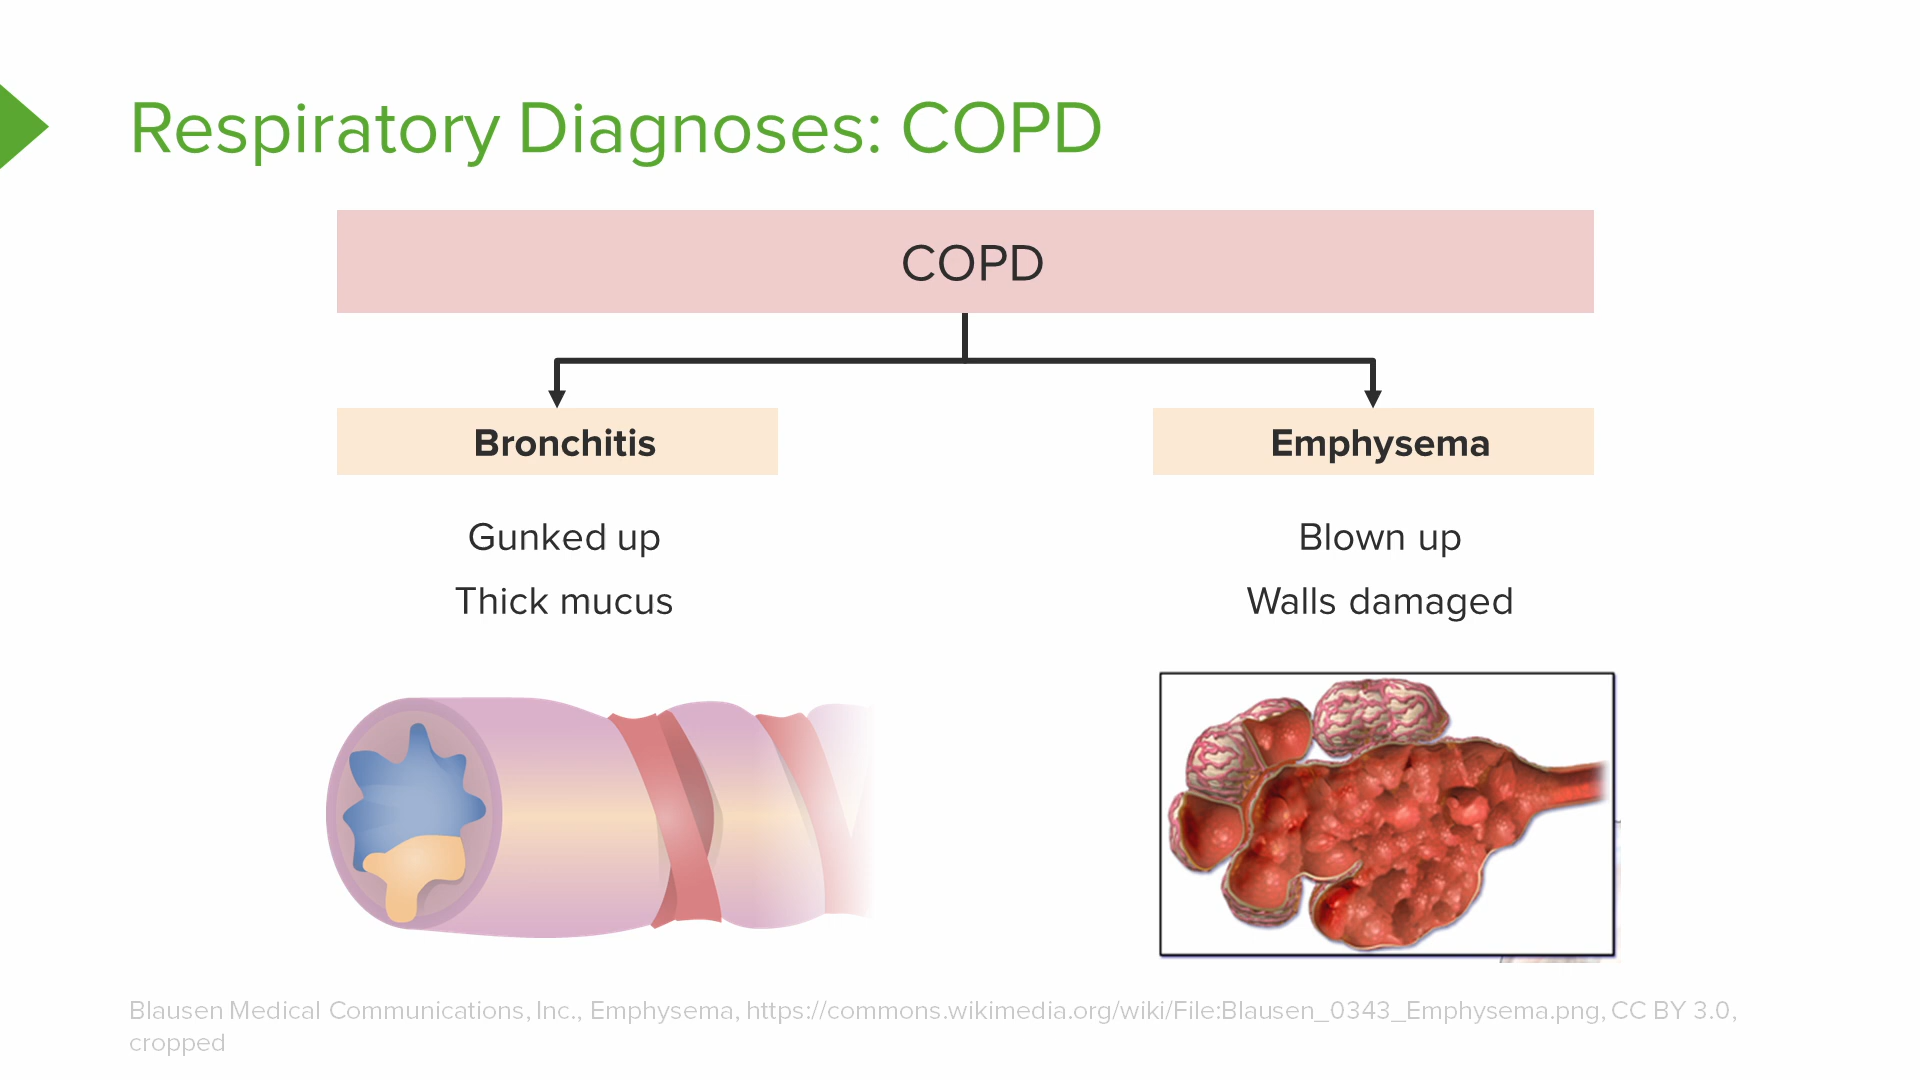 Respiratory Diagnoses: COPD
COPD
Bronchitis
Emphysema
Gunked up
Blown up
Thick mucus
Walls damaged
Blausen Medical Communications, Inc., Emphysema, https://commons.wikimedia.org/wiki/File:Blausen_0343_Emphysema.png, CC BY 3.0,
cropped